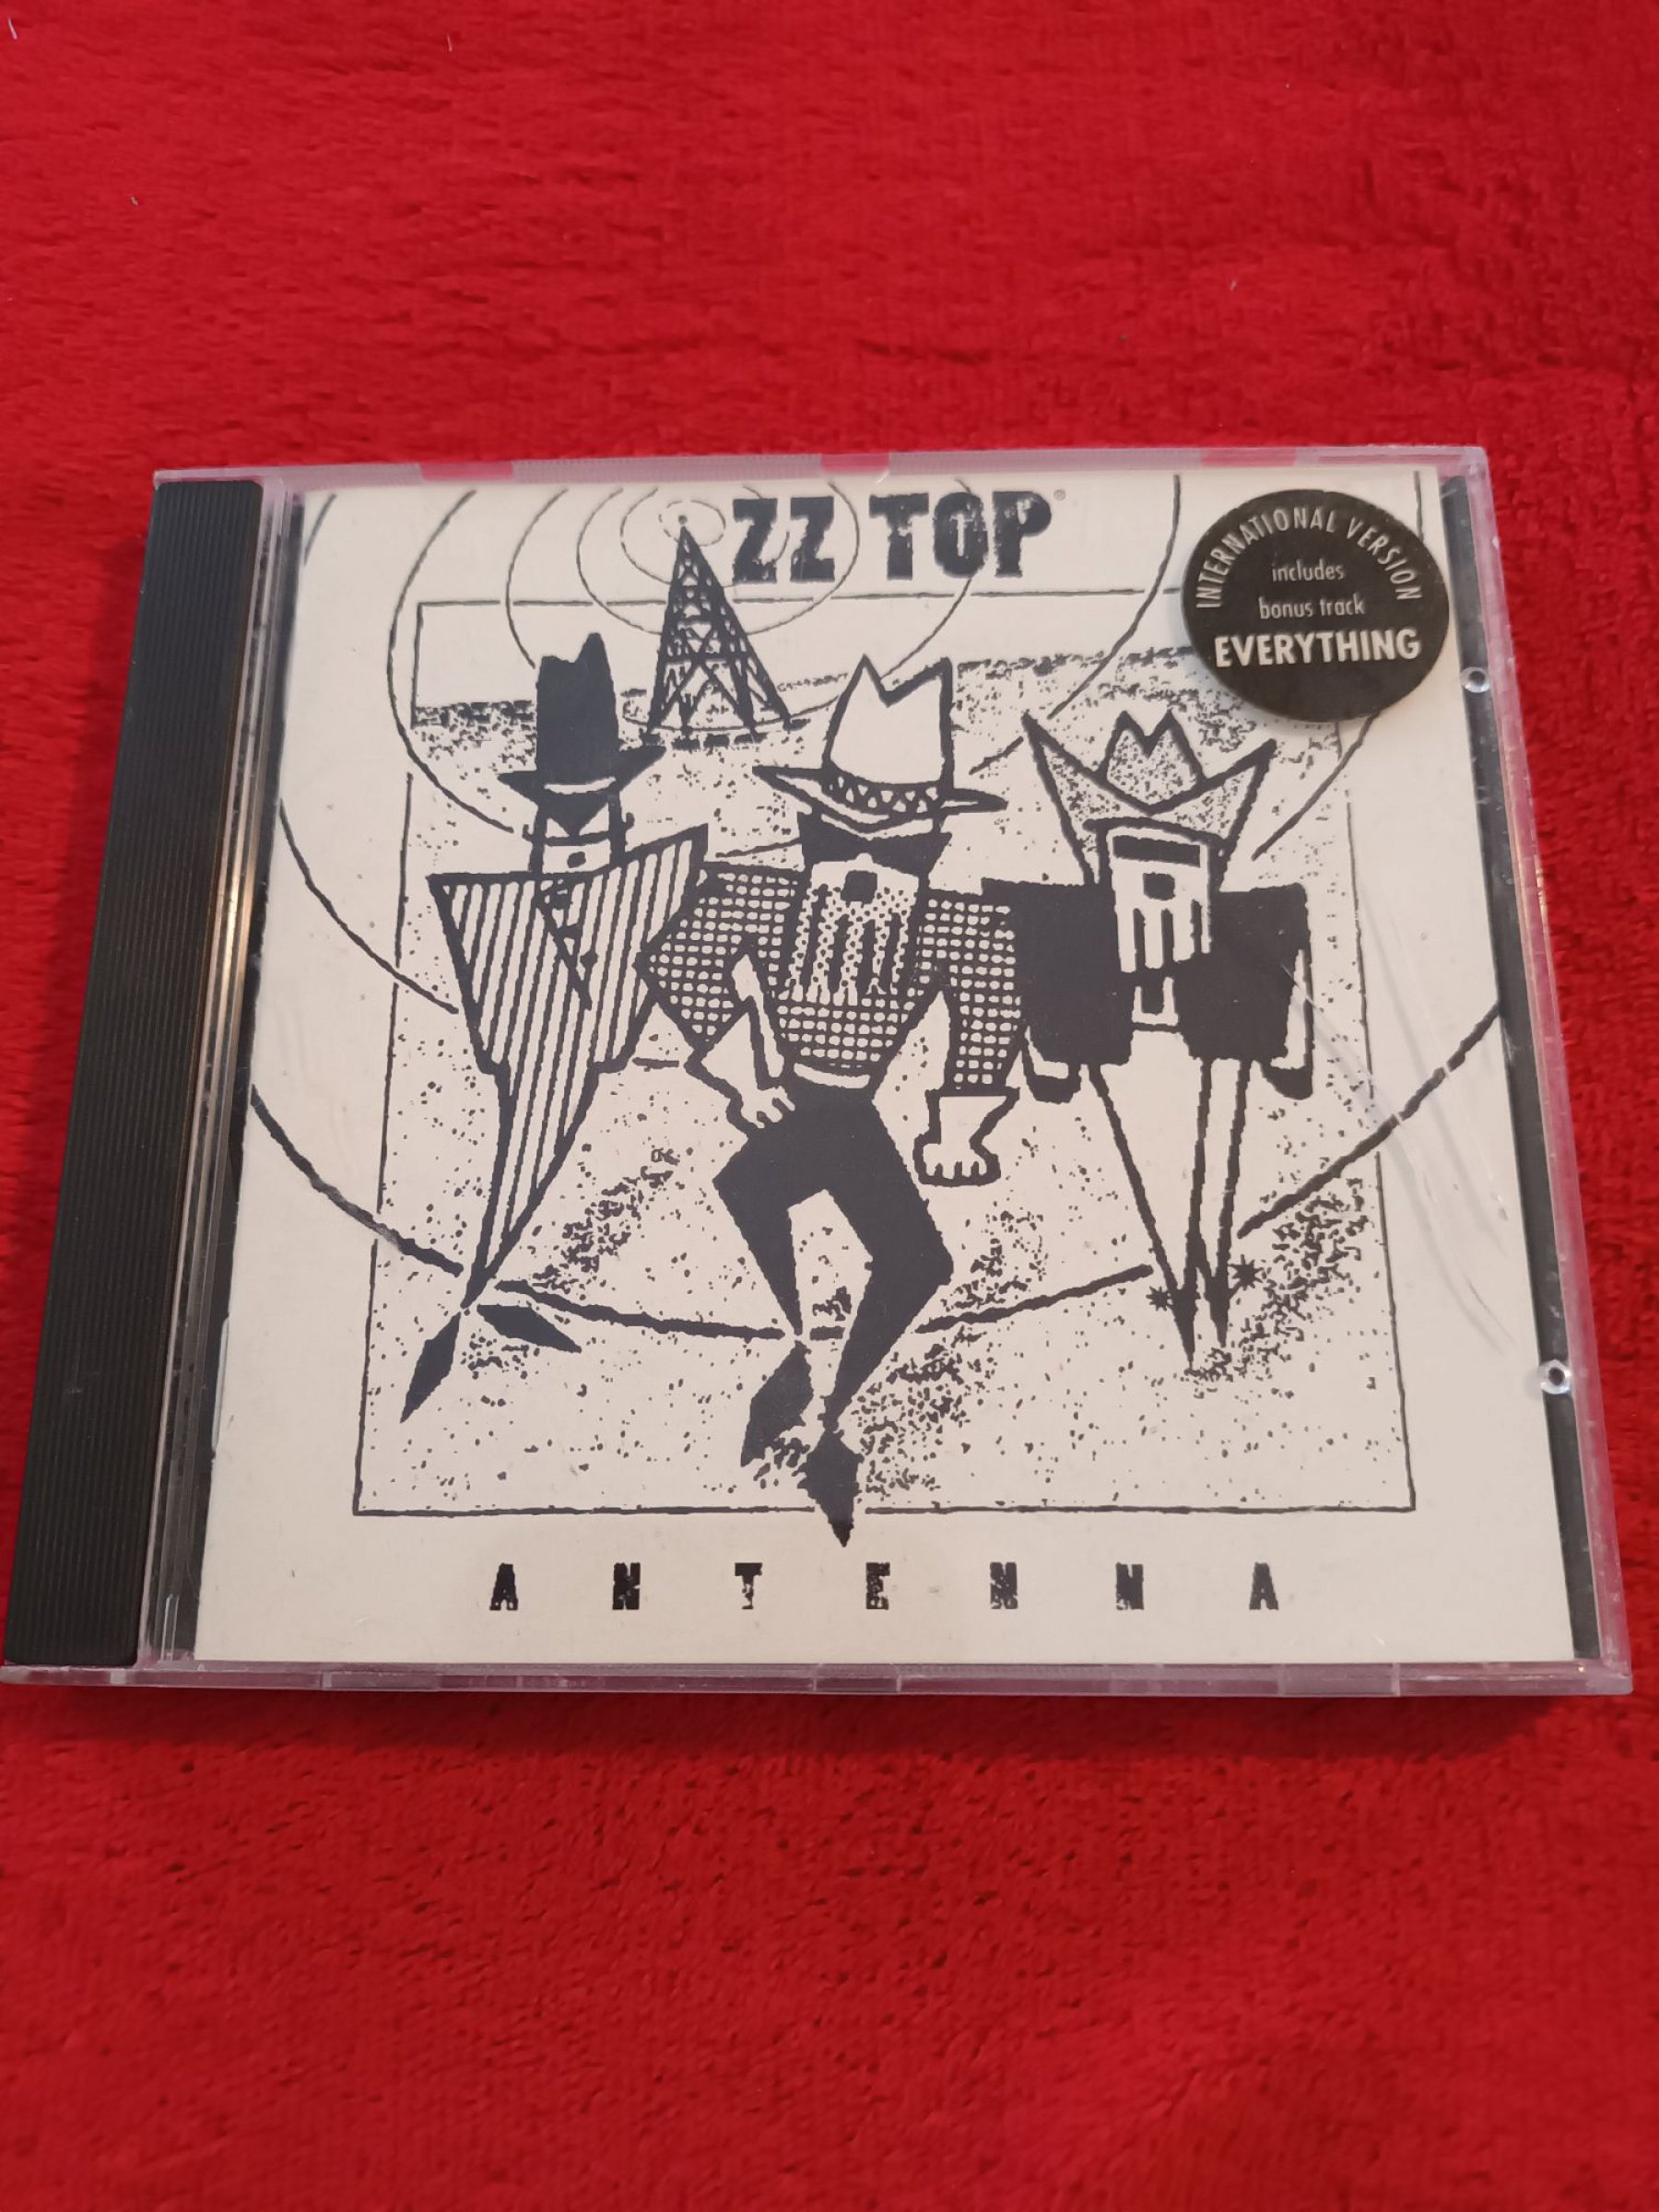 ZZ TOP®
INTERNATIONAL VERSION
includes
bonus track
EVERYTHING
ANTENNA